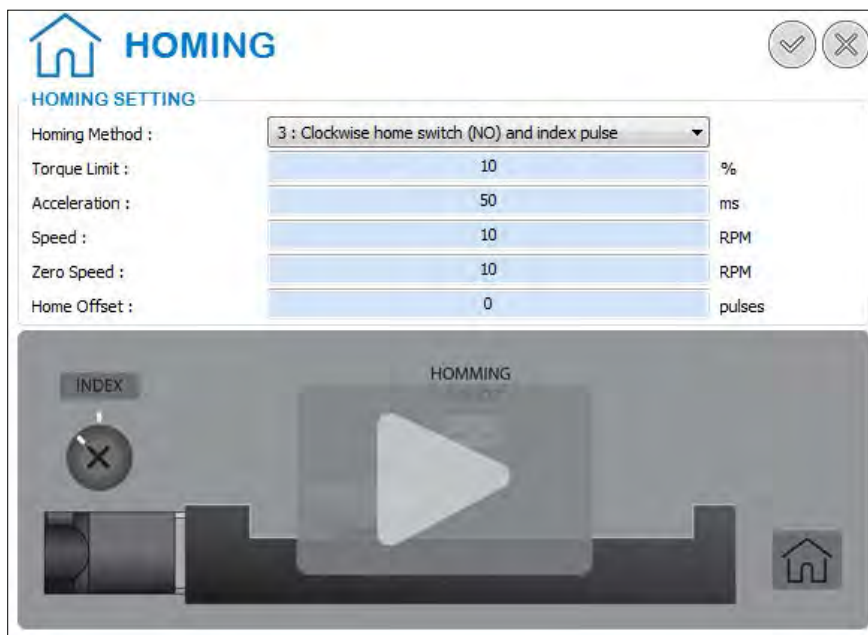 HOMING
HOMING SETTING
Homing Method : 3 : Clockwise home switch (NO) and index pulse
Torque Limit : 10 %
Acceleration : 50 ms
Speed : 10 RPM
Zero Speed : 10 RPM
Home Offset : 0 pulses
HOMMING
INDEX